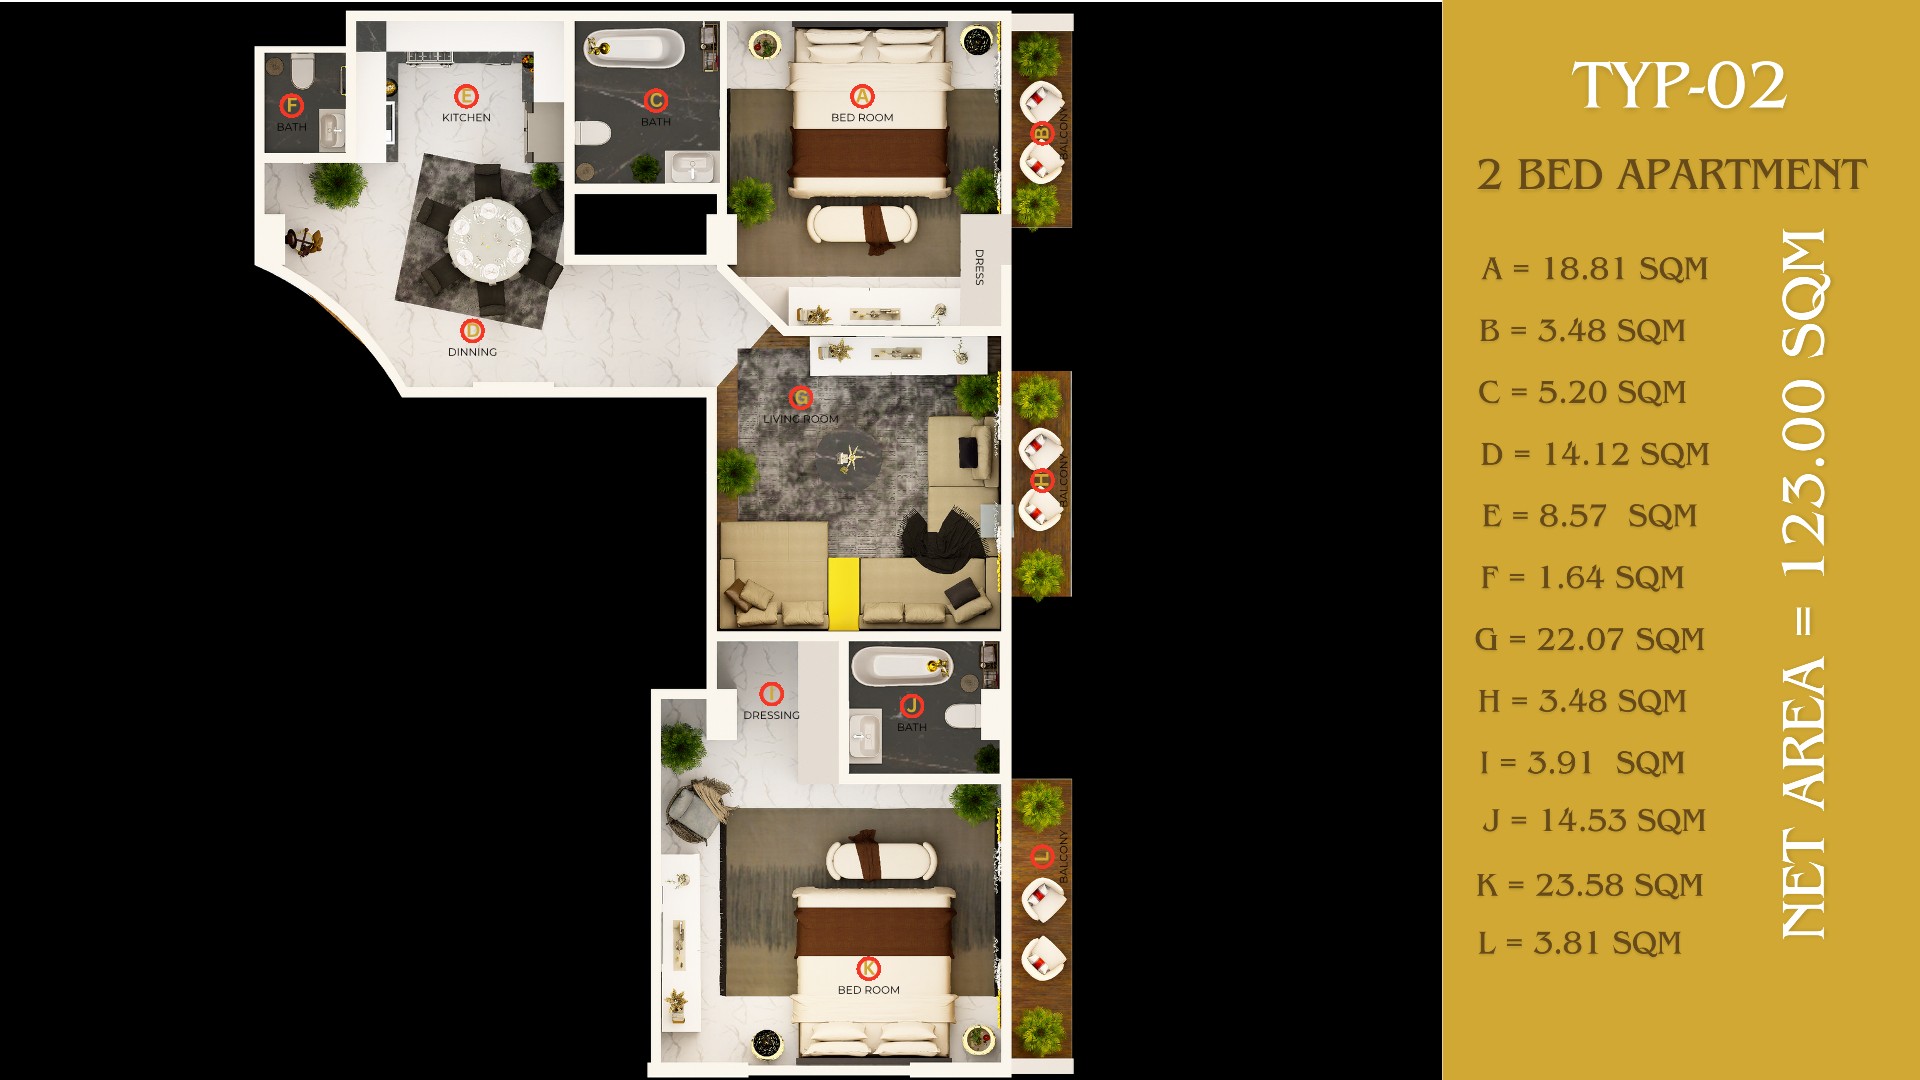 F
BATH
E
KITCHEN
C
BATH
A
BED ROOM
B
BALCONY
DRESS
D
DINNING
G
LIVING ROOM
H
BALCONY
I
DRESSING
J
BATH
L
BALCONY
K
BED ROOM
TYP-02
2 BED APARTMENT
A = 18.81 SQM
B = 3.48 SQM
C = 5.20 SQM
D = 14.12 SQM
E = 8.57 SQM
F = 1.64 SQM
G = 22.07 SQM
H = 3.48 SQM
I = 3.91 SQM
J = 14.53 SQM
K = 23.58 SQM
L = 3.81 SQM
NET AREA = 123.00 SQM